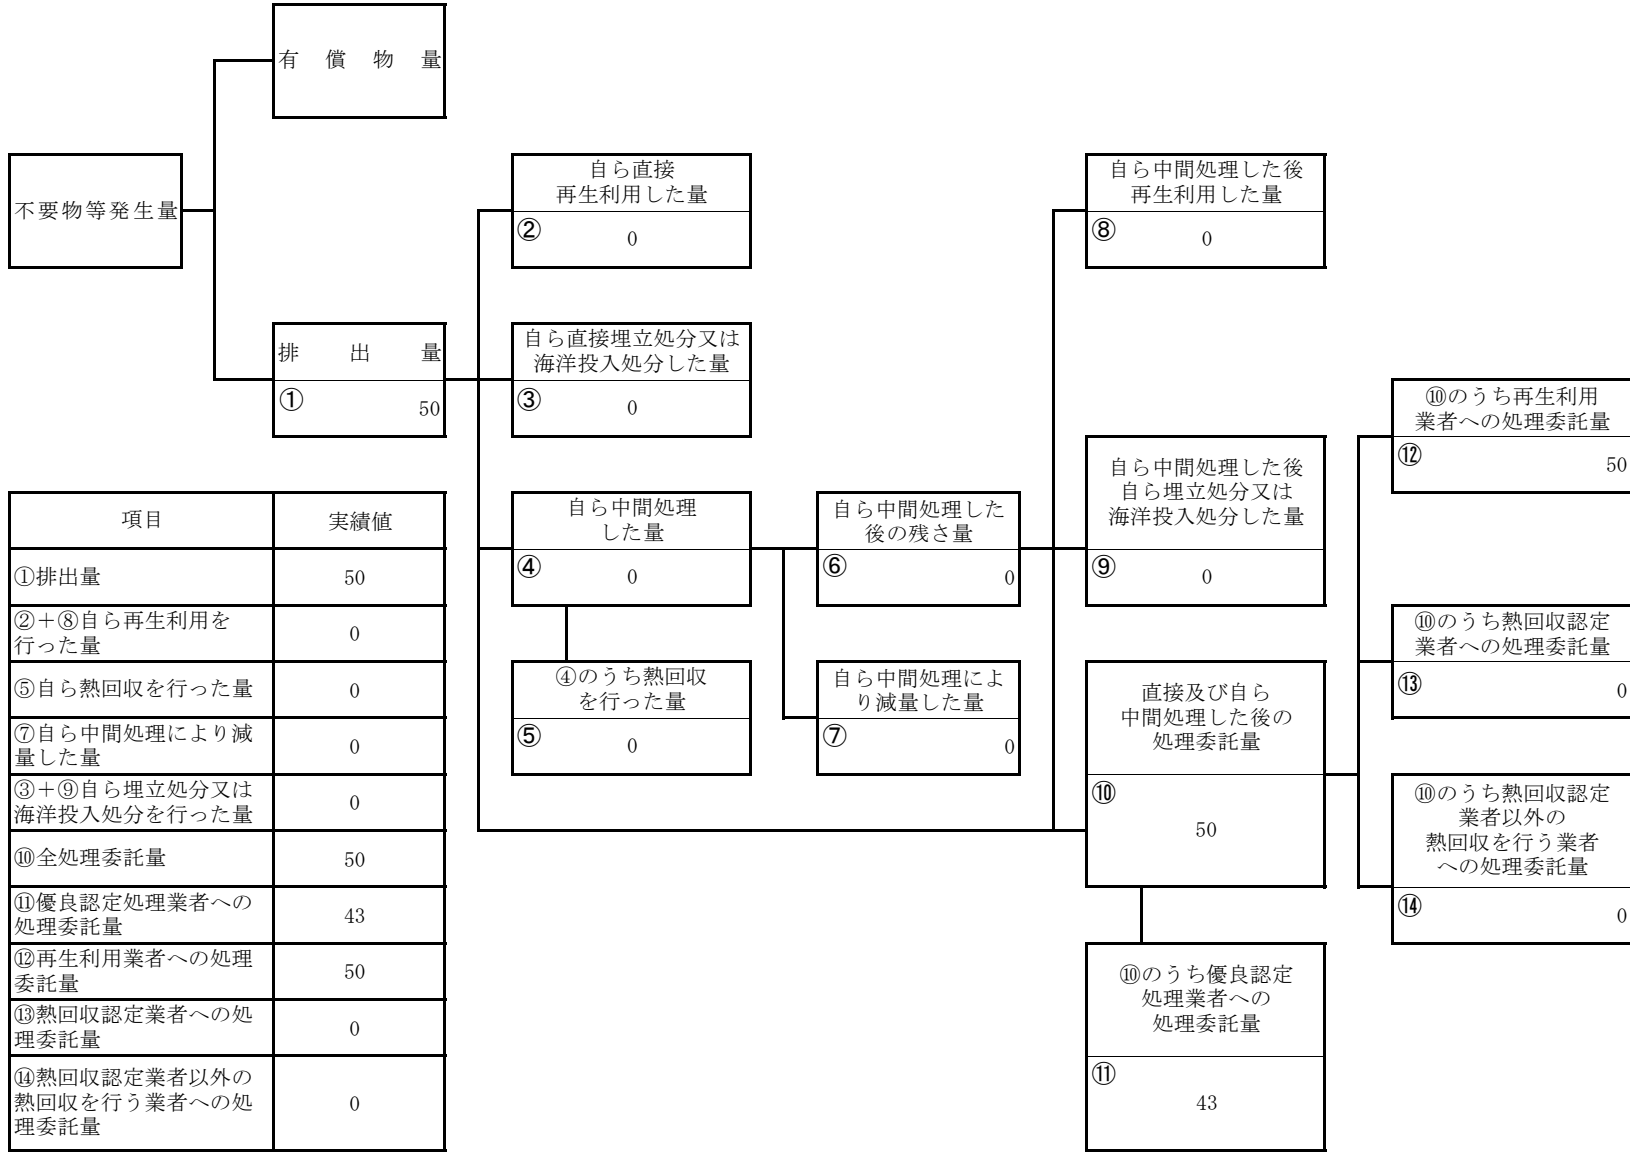 有償物量
不要物等発生量
排出量
①
50
自ら直接
再生利用した量
②
0
自ら直接埋立処分又は
海洋投入処分した量
③
0
自ら中間処理
した量
④
0
④のうち熱回収
を行った量
⑤
0
自ら中間処理した
後の残さ量
⑥
0
自ら中間処理によ
り減量した量
⑦
0
自ら中間処理した後
再生利用した量
⑧
0
自ら中間処理した後
自ら埋立処分又は
海洋投入処分した量
⑨
0
直接及び自ら
中間処理した後の
処理委託量
⑩
50
⑩のうち優良認定
処理業者への
処理委託量
⑪
43
⑩のうち再生利用
業者への処理委託量
⑫
50
⑩のうち熱回収認定
業者への処理委託量
⑬
0
⑩のうち熱回収認定
業者以外の
熱回収を行う業者
への処理委託量
⑭
0
項目 実績値
①排出量 50
②+⑧自ら再生利用を
行った量 0
⑤自ら熱回収を行った量 0
⑦自ら中間処理により減
量した量 0
③+⑨自ら埋立処分又は
海洋投入処分を行った量 0
⑩全処理委託量 50
⑪優良認定処理業者への
処理委託量 43
⑫再生利用業者への処理
委託量 50
⑬熱回収認定業者への処
理委託量 0
⑭熱回収認定業者以外の
熱回収を行う業者への処
理委託量 0